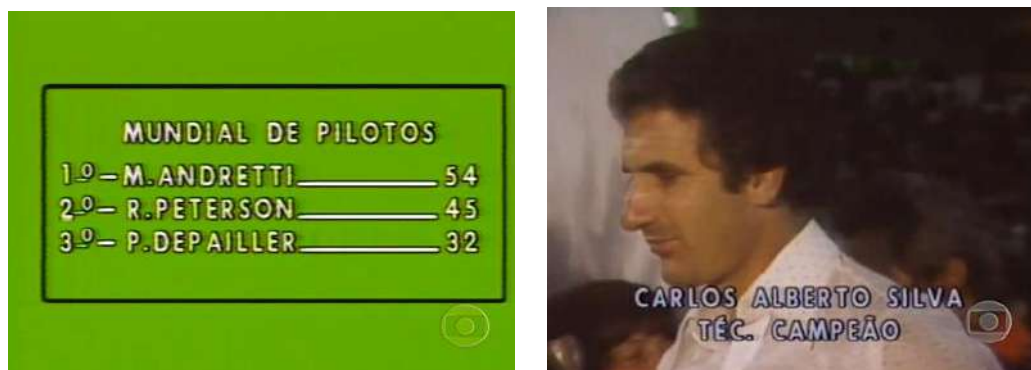 MUNDIAL DE PILOTOS
1º-M.ANDRETTI 54
2º-R.PETERSON 45
3º-P.DEPAILLER 32
CARLOS ALBERTO SILVA
TÉC. CAMPEÃO